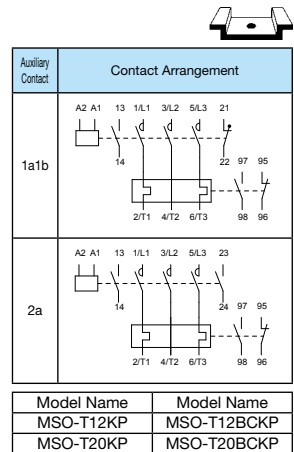 Auxiliary
Contact
Contact Arrangement
A2 A1 13 1/L1 3/L2 5/L3 21
14 22 97 95
1a1b
2/T1 4/T2 6/T3 98 96
A2 A1 13 1/L1 3/L2 5/L3 23
14 24 97 95
2a
2/T1 4/T2 6/T3 98 96
Model Name Model Name
MSO-T12KP MSO-T12BCKP
MSO-T20KP MSO-T20BCKP